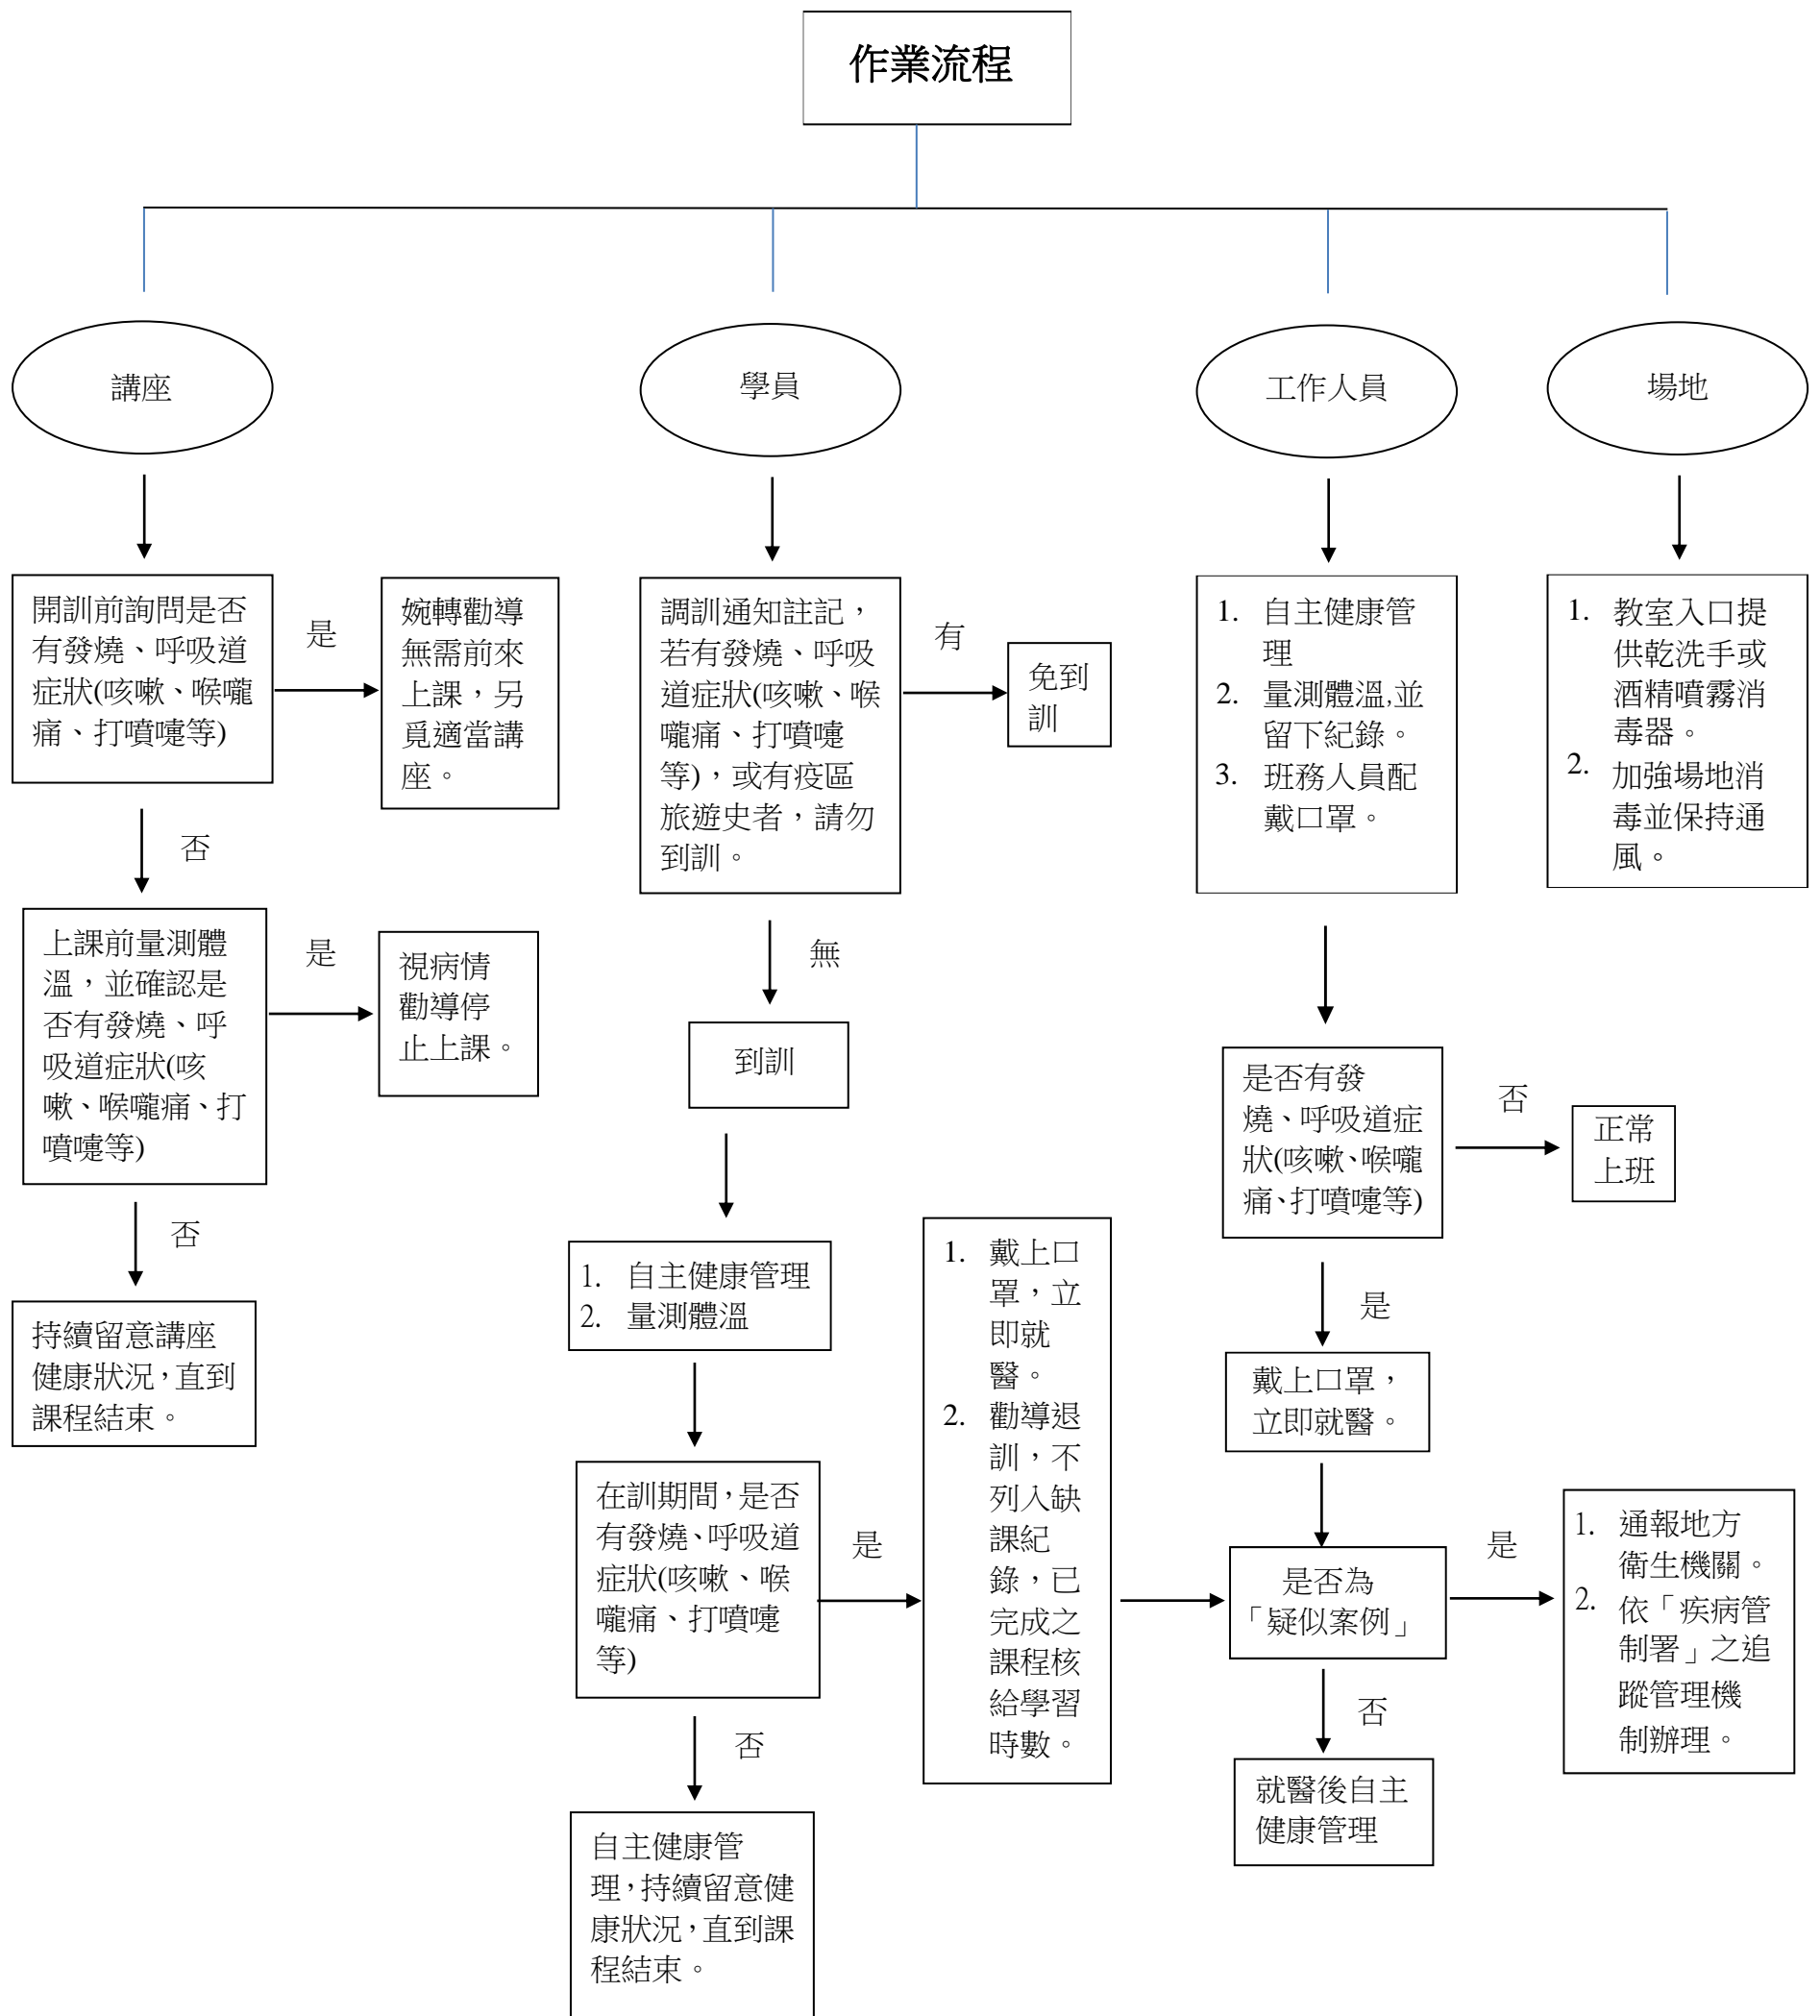 作業流程
講座
開訓前詢問是否
有發燒、呼吸道
症狀(咳嗽、喉嚨
痛、打噴嚏等)
是
婉轉勸導
無需前來
上課，另
覓適當講
座。
否
上課前量測體
溫，並確認是
否有發燒、呼
吸道症狀(咳
嗽、喉嚨痛、打
噴嚏等)
是
視病情
勸導停
止上課。
否
持續留意講座
健康狀況，直到
課程結束。
學員
調訓通知註記，
若有發燒、呼吸
道症狀(咳嗽、喉
嚨痛、打噴嚏
等)，或有疫區
旅遊史者，請勿
到訓。
有
免到
訓
無
到訓
1. 自主健康管理
2. 量測體溫
在訓期間，是否
有發燒、呼吸道
症狀(咳嗽、喉
嚨痛、打噴嚏
等)
是
1. 戴上口
罩，立
即就
醫。
2. 勸導退
訓，不
列入缺
課紀
錄，已
完成之
課程核
給學習
時數。
否
自主健康管
理，持續留意健
康狀況，直到課
程結束。
工作人員
1. 自主健康管
理
2. 量測體溫,並
留下紀錄。
3. 班務人員配
戴口罩。
是否有發
燒、呼吸道症
狀(咳嗽、喉嚨
痛、打噴嚏等)
否
正常
上班
是
戴上口罩，
立即就醫。
是否為
「疑似案例」
是
1. 通報地方
衛生機關。
2. 依「疾病管
制署」之追
蹤管理機
制辦理。
否
就醫後自主
健康管理
場地
1. 教室入口提
供乾洗手或
酒精噴霧消
毒器。
2. 加強場地消
毒並保持通
風。